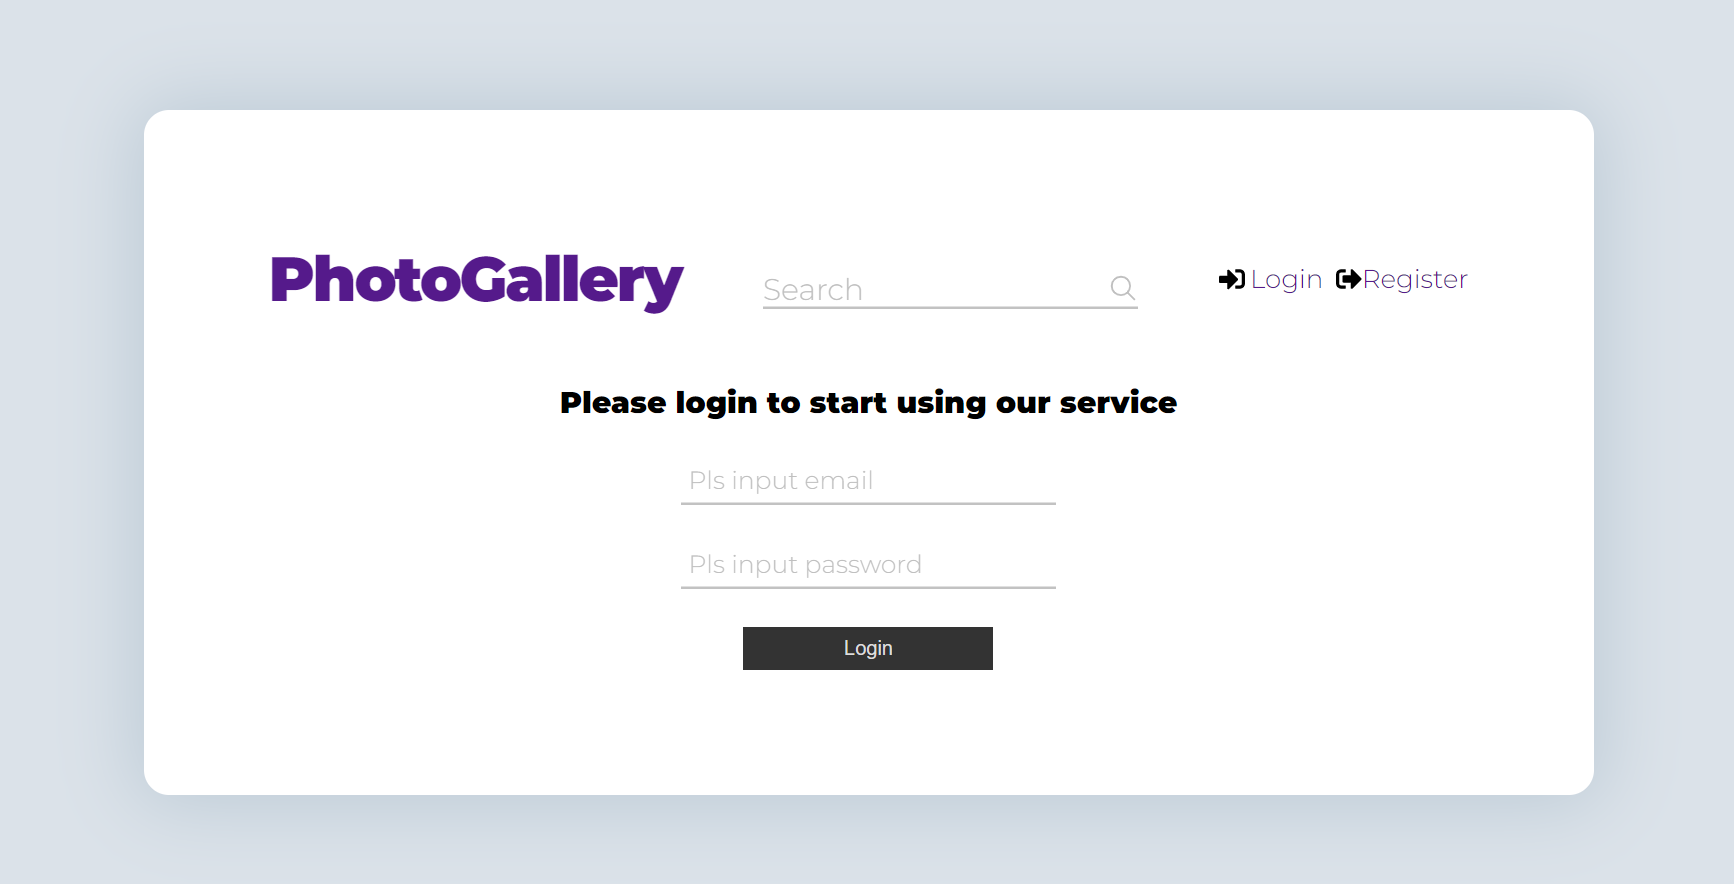 PhotoGallery
Search
Login Register
Please login to start using our service
Pls input email
Pls input password
Login